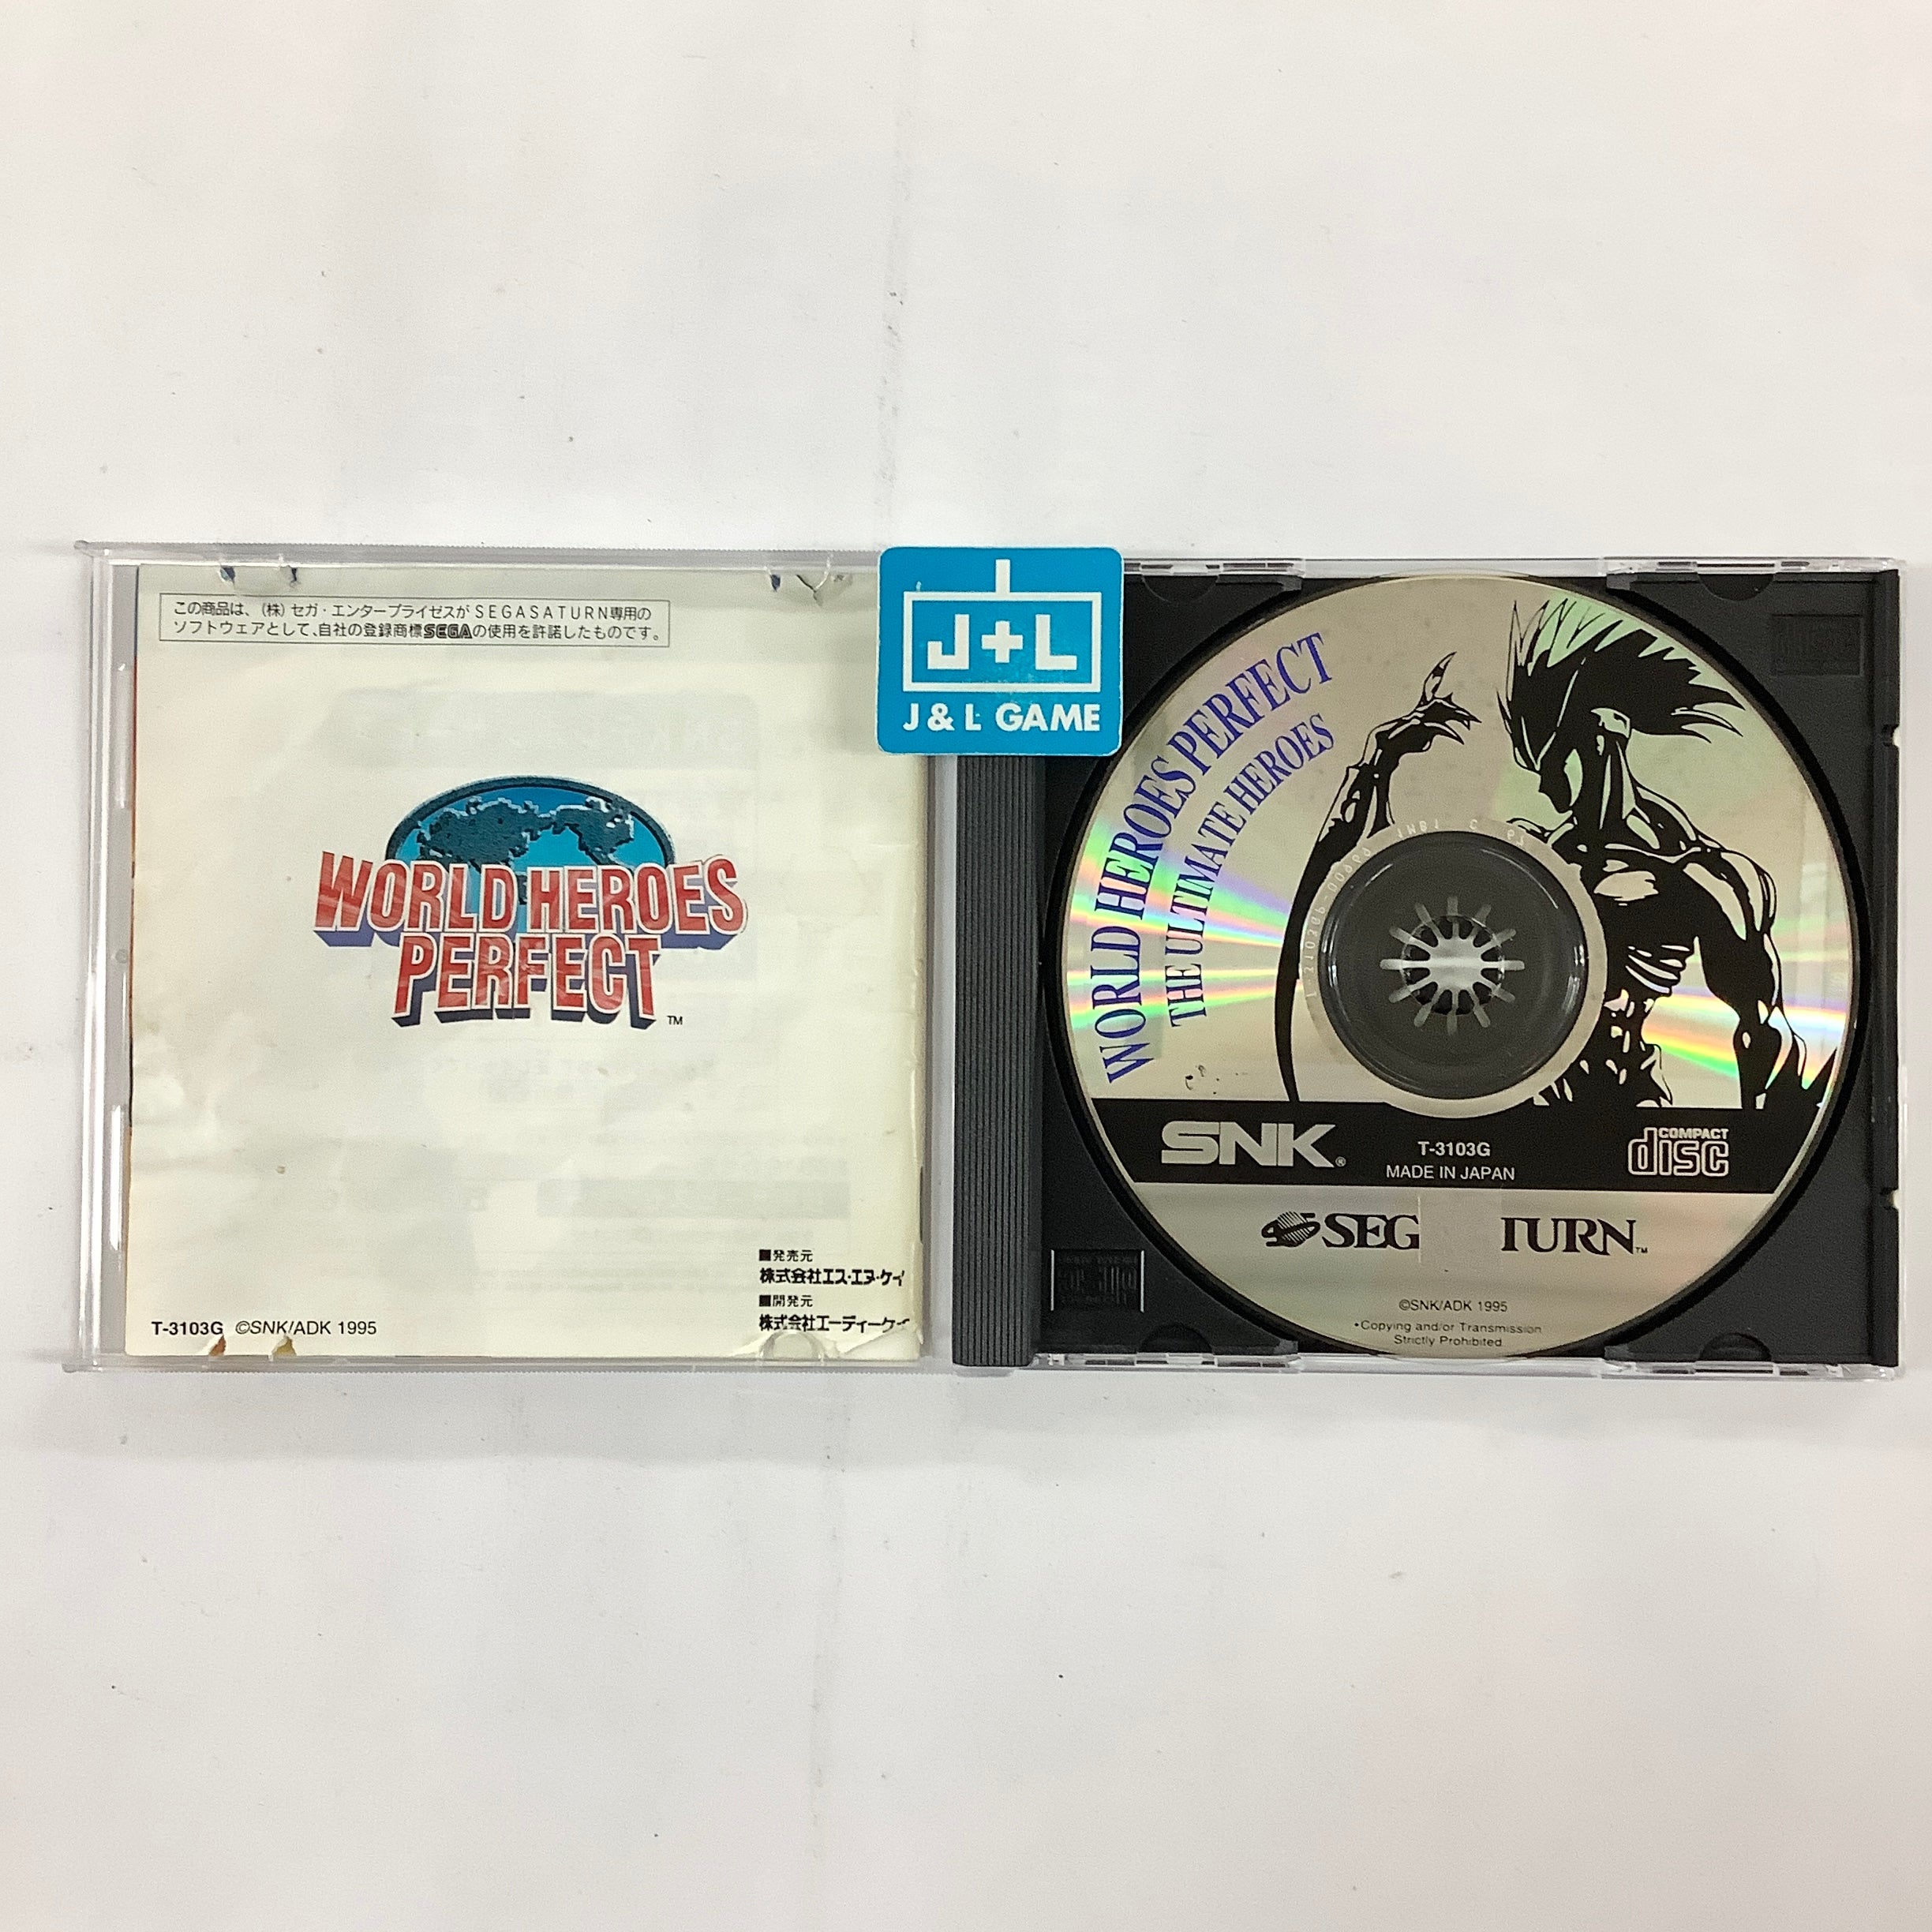 この商品は、(株)セガ・エンタープライゼスがSEGASATURN専用の
ソフトウェアとして、自社の登録商標SEGAの使用を許諾したものです。
WORLD HEROES
PERFECT
TM
■発売元
株式会社エス・エヌ・ケイ
■開発元
株式会社エーディーケイ
T-3103G ©SNK/ADK 1995
J+L
J & L GAME
WORLD HEROES PERFECT
THE ULTIMATE HEROES
SNK®
T-3103G
MADE IN JAPAN
COMPACT
disc
SEG TURN™
©SNK/ADK 1995
•Copying and/or Transmission
Strictly Prohibited